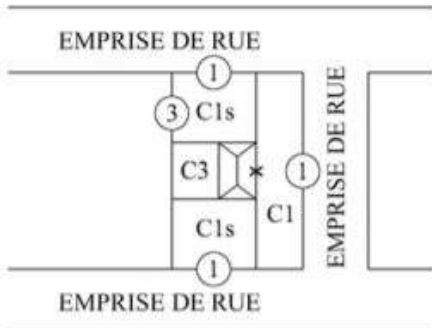 EMPRISE DE RUE
1
3
C1s
EMPRISE DE RUE
C3
x
1
C1
C1s
1
EMPRISE DE RUE